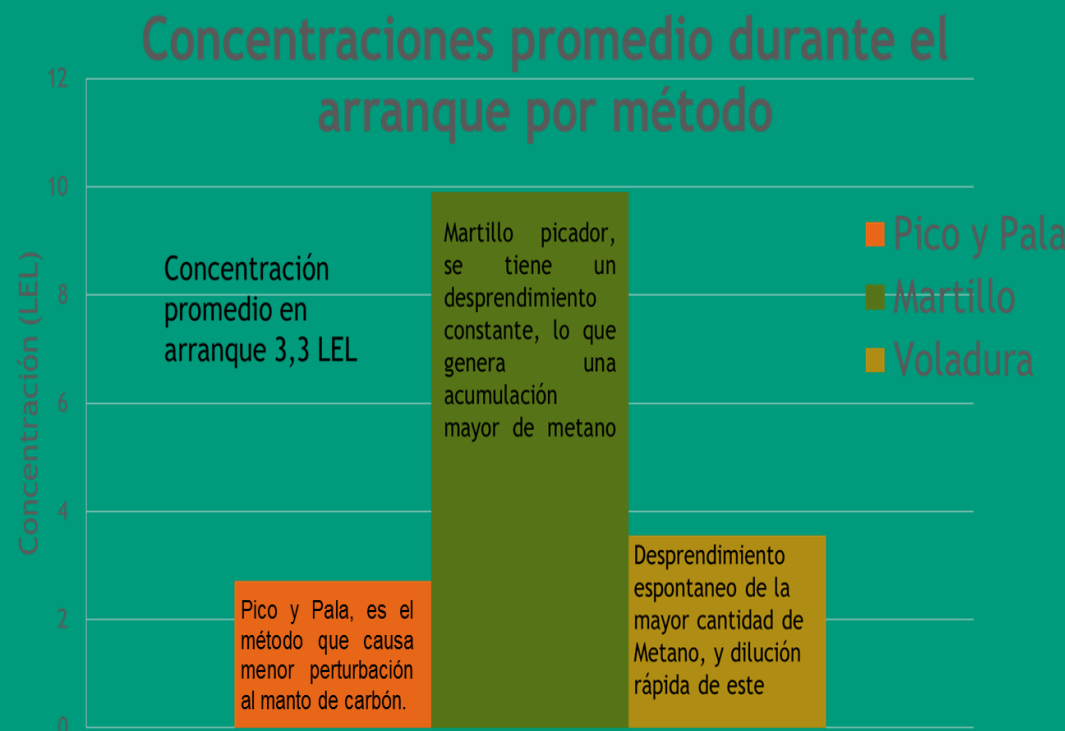 Concentraciones promedio durante el
arranque por método
12
10
8
6
4
2
0
Concentración (LEL)
Concentración
promedio en
arranque 3,3 LEL
Pico y Pala, es el
método que causa
menor perturbación
al manto de carbón.
Martillo picador,
se tiene un
desprendimiento
constante, lo que
genera una
acumulación
mayor de metano
Desprendimiento
espontaneo de la
mayor cantidad de
Metano, y dilución
rápida de este
Pico y Pala
Martillo
Voladura